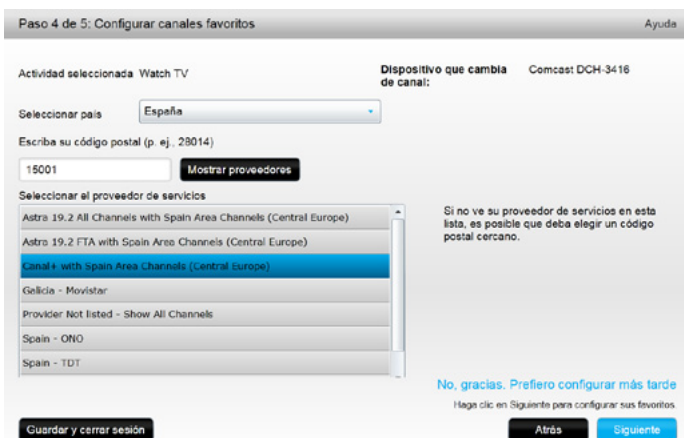 Paso 4 de 5: Configurar canales favoritos
Ayuda
Actividad seleccionada Watch TV
Dispositivo que cambia de canal:
Comcast DCH-3416
Seleccionar país
España
Escriba su código postal (p. ej., 28014)
15001
Mostrar proveedores
Seleccionar el proveedor de servicios
Astra 19.2 All Channels with Spain Area Channels (Central Europe)
Astra 19.2 FTA with Spain Area Channels (Central Europe)
Canal+ with Spain Area Channels (Central Europe)
Galicia - Movistar
Provider Not listed - Show All Channels
Spain - ONO
Spain - TDT
Si no ve su proveedor de servicios en esta
lista, es posible que deba elegir un código
postal cercano.
No, gracias. Prefiero configurar más tarde
Haga clic en Siguiente para configurar sus favoritos.
Guardar y cerrar sesión
Atrás
Siguiente